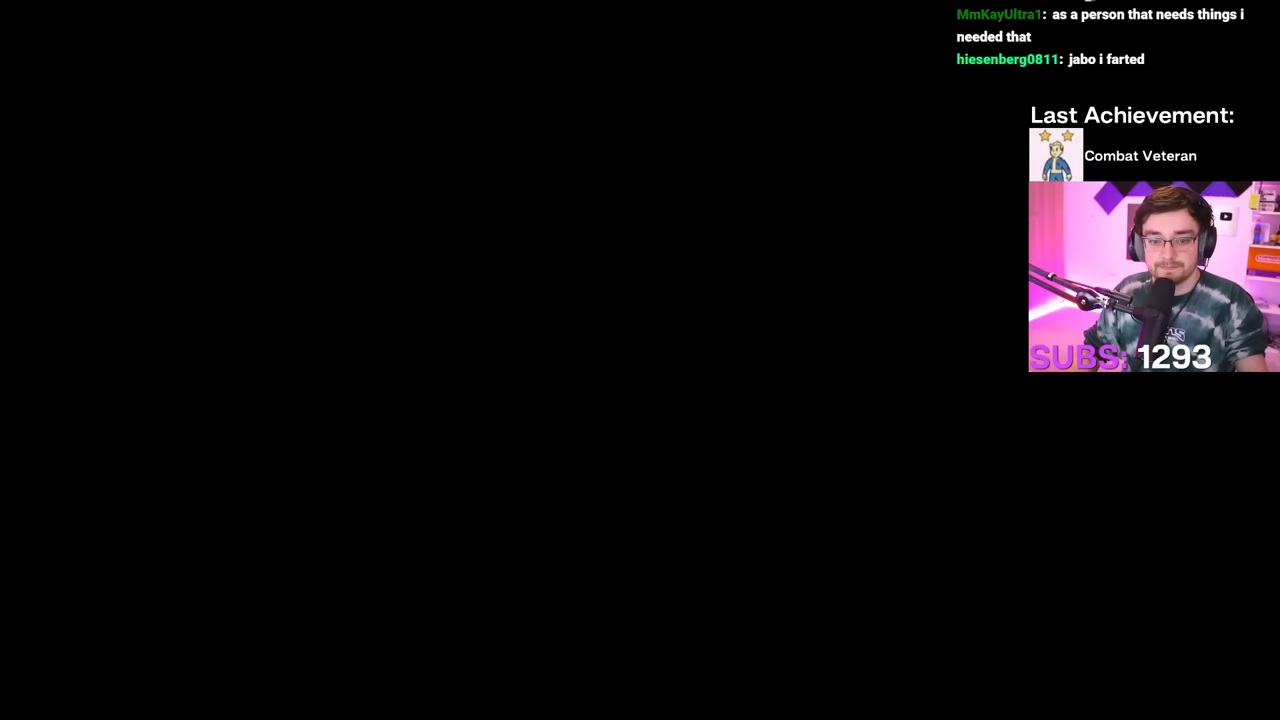 MmKayUltra1: as a person that needs things i
needed that
hiesenberg0811: jabo i farted
Last Achievement:
Combat Veteran
SUBS: 1293